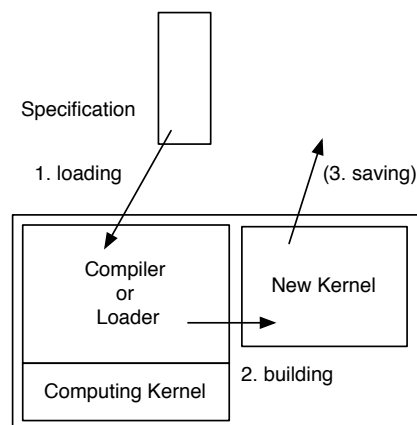 Specification
1. loading
(3. saving)
Compiler
or
Loader
New Kernel
2. building
Computing Kernel